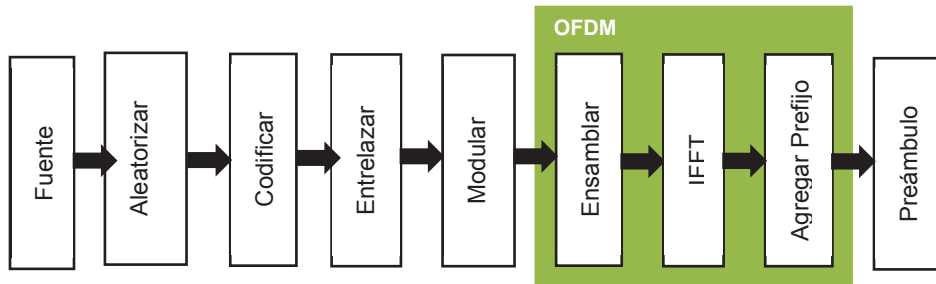 OFDM
Fuente
Aleatorizar
Codificar
Entrelazar
Modular
Ensamblar
IFFT
Agregar Prefijo
Preámbulo